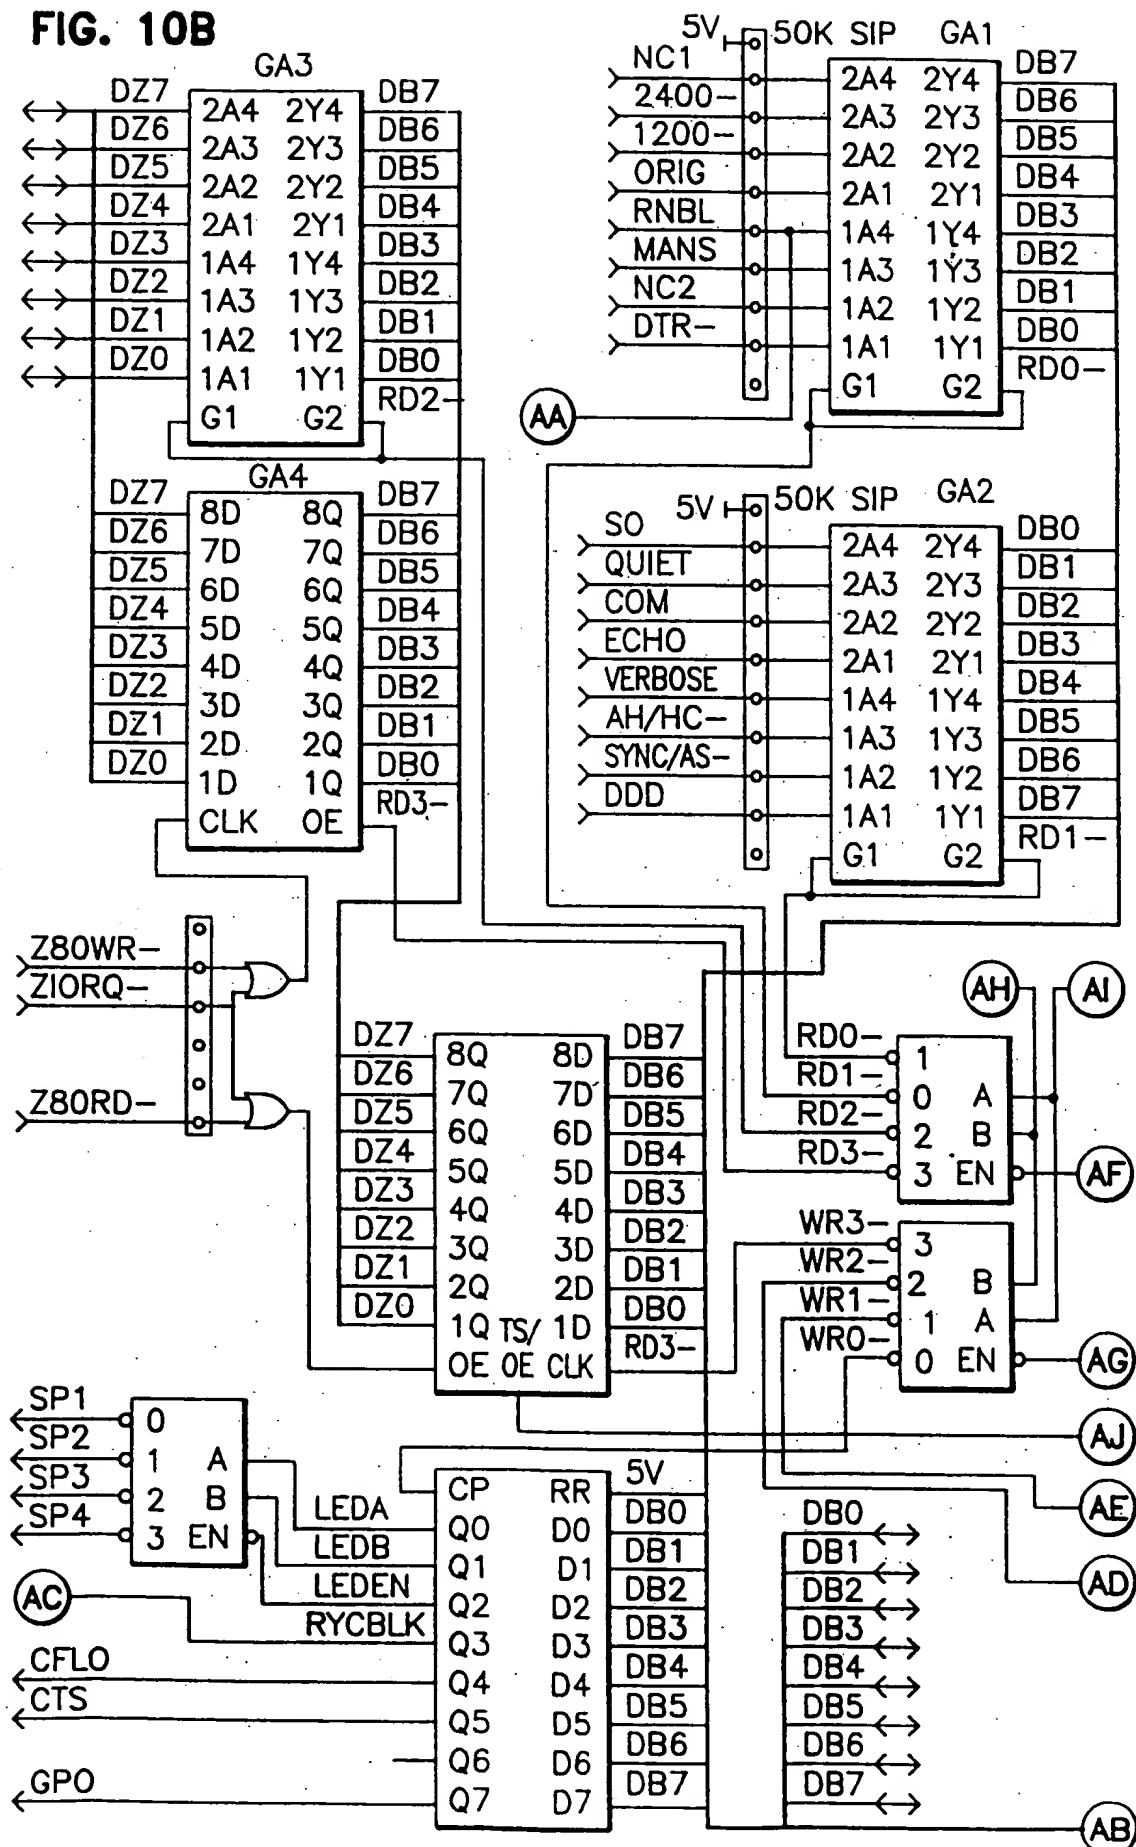 FIG. 10B
GA3
DZ7 2A4 2Y4 DB7
DZ6 2A3 2Y3 DB6
DZ5 2A2 2Y2 DB5
DZ4 2A1 2Y1 DB4
DZ3 1A4 1Y4 DB3
DZ2 1A3 1Y3 DB2
DZ1 1A2 1Y2 DB1
DZ0 1A1 1Y1 DB0
G1 G2 RD2-
5V 50K SIP GA1
NC1 2A4 2Y4 DB7
2400- 2A3 2Y3 DB6
1200- 2A2 2Y2 DB5
ORIG 2A1 2Y1 DB4
RNBL 1A4 1Y4 DB3
MANS 1A3 1Y3 DB2
NC2 1A2 1Y2 DB1
DTR- 1A1 1Y1 DB0
G1 G2 RD0-
AA
GA4
DZ7 8D 8Q DB7
DZ6 7D 7Q DB6
DZ5 6D 6Q DB5
DZ4 5D 5Q DB4
DZ3 4D 4Q DB3
DZ2 3D 3Q DB2
DZ1 2D 2Q DB1
DZ0 1D 1Q DB0
CLK OE RD3-
5V 50K SIP GA2
SO 2A4 2Y4 DB0
QUIET 2A3 2Y3 DB1
COM 2A2 2Y2 DB2
ECHO 2A1 2Y1 DB3
VERBOSE 1A4 1Y4 DB4
AH/HC- 1A3 1Y3 DB5
SYNC/AS- 1A2 1Y2 DB6
DDD 1A1 1Y1 DB7
G1 G2 RD1-
Z80WR-
ZIORQ-
Z80RD-
DZ7 8Q 8D DB7
DZ6 7Q 7D DB6
DZ5 6Q 6D DB5
DZ4 5Q 5D DB4
DZ3 4Q 4D DB3
DZ2 3Q 3D DB2
DZ1 2Q 2D DB1
DZ0 1Q TS/ 1D DB0
OE OE CLK RD3-
AH AI
RD0- 1
RD1- 0 A
RD2- 2 B
RD3- 3 EN AF
WR3- 3
WR2- 2 B
WR1- 1 A
WR0- 0 EN AG
AJ
AE
AD
SP1 0
SP2 1 A
SP3 2 B
SP4 3 EN
AC
CFLO
CTS
GPO
CP RR 5V
LEDA Q0 D0 DB0
LEDB Q1 D1 DB1
LEDEN Q2 D2 DB2
RYCBLK Q3 D3 DB3
Q4 D4 DB4
Q5 D5 DB5
Q6 D6 DB6
Q7 D7 DB7
DB0
DB1
DB2
DB3
DB4
DB5
DB6
DB7
AB